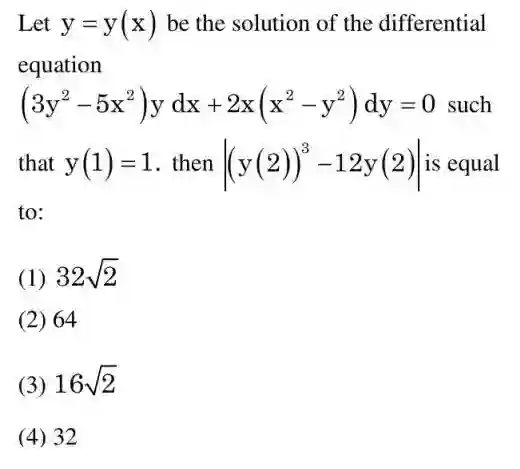 Let y = y(x) be the solution of the differential
equation
(3y² − 5x²)y dx + 2x(x² − y²)dy = 0 such
that y(1) = 1. then |(y(2))³ − 12y(2)| is equal
to:
(1) 32√2
(2) 64
(3) 16√2
(4) 32